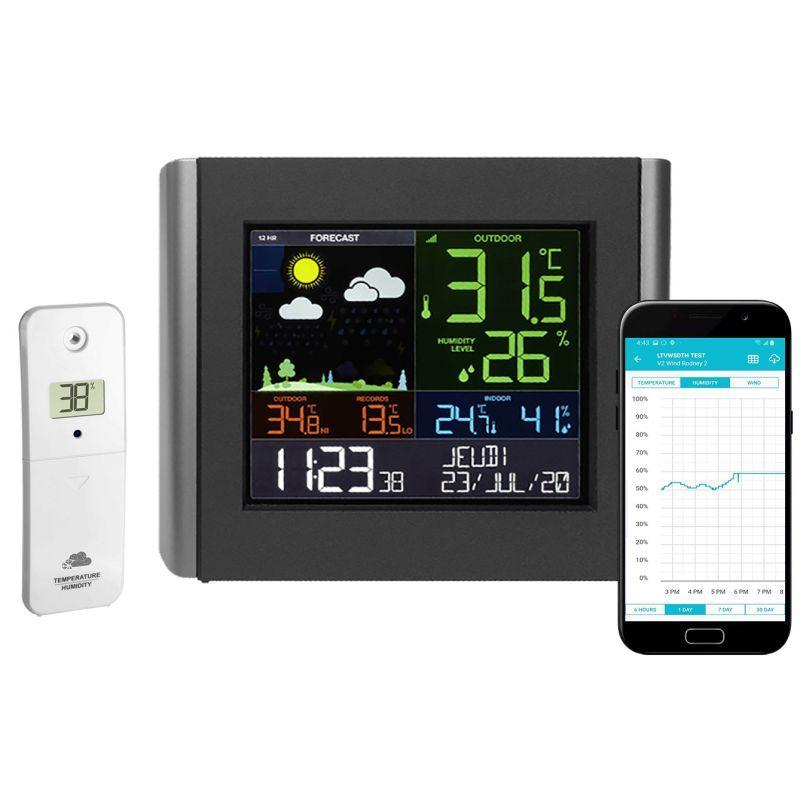 12 HR FORECAST
OUTDOOR
31.5 °C
HUMIDITY
LEVEL
26 %
OUTDOOR RECORDS
34.8 °C HI 13.5 °C LO
INDOOR
24.7 °C 41 %
11:23 38
JEUDI
23/JUL/20
38 %
TEMPERATURE
HUMIDITY
4:43
LTVWSDTH TEST
V2 Wind Rodney 2
TEMPERATURE HUMIDITY WIND
100%
90%
80%
70%
60%
50%
40%
30%
20%
10%
0%
3 PM 4 PM 5 PM 6 PM 7 PM 8
6 HOURS 1 DAY 7 DAY 30 DAY